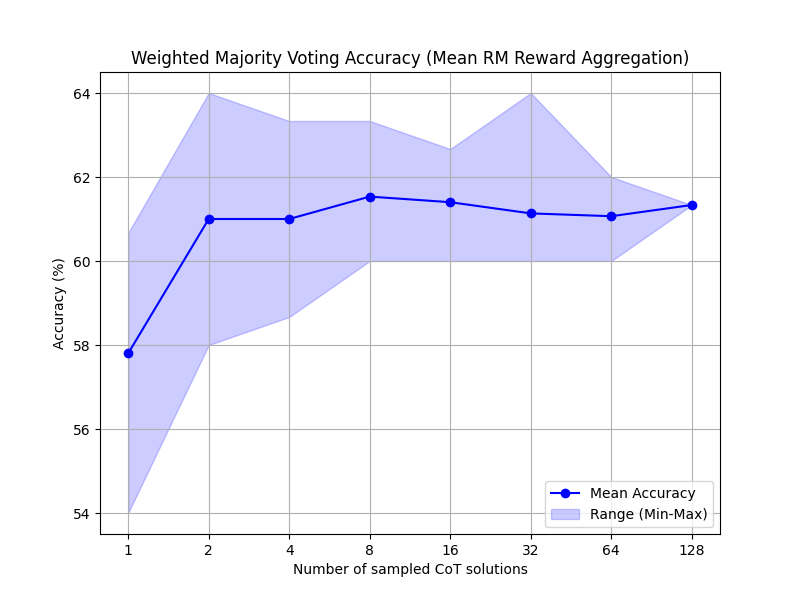 Weighted Majority Voting Accuracy (Mean RM Reward Aggregation)
64
62
60
58
56
54
Accuracy (%)
Mean Accuracy
Range (Min-Max)
1 2 4 8 16 32 64 128
Number of sampled CoT solutions